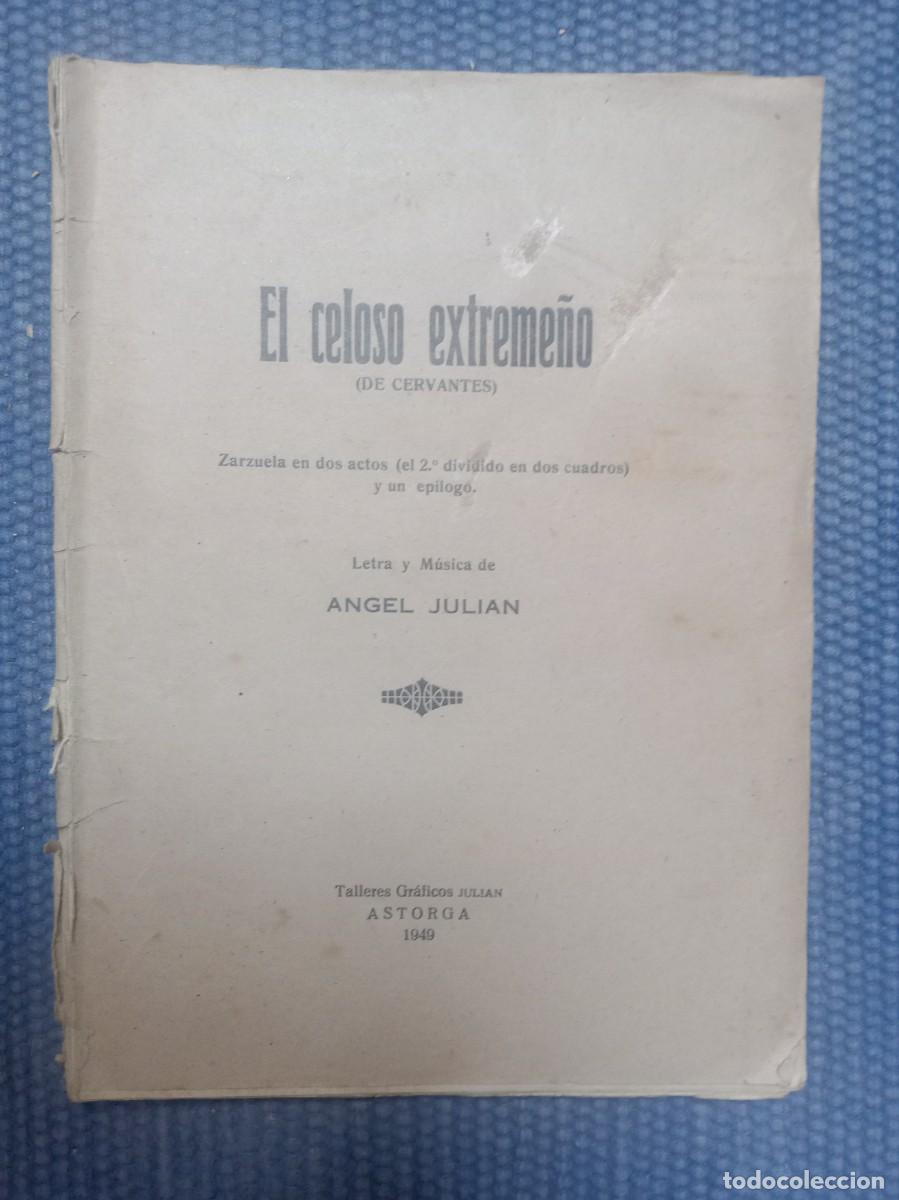 El celoso extremeño
(DE CERVANTES)
Zarzuela en dos actos (el 2.º dividido en dos cuadros)
y un epílogo.
Letra y Música de
ANGEL JULIAN
Talleres Gráficos JULIAN
ASTORGA
1949
todocoleccion